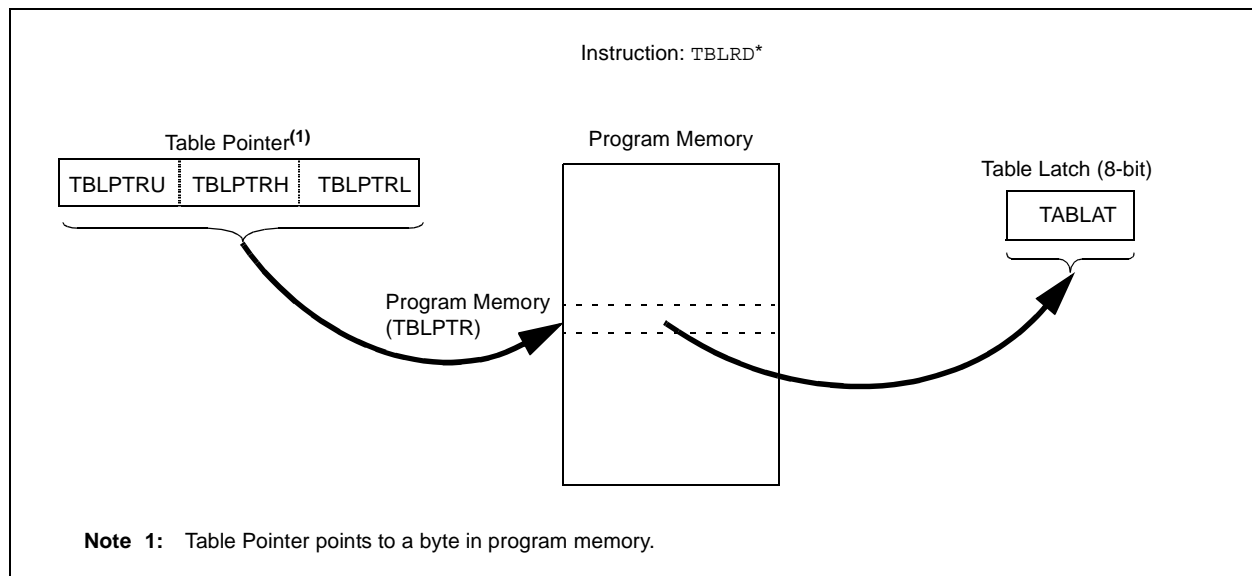 Instruction: TBLRD*
Table Pointer(1)
TBLPTRU TBLPTRH TBLPTRL
Program Memory
Table Latch (8-bit)
TABLAT
Program Memory
(TBLPTR)
Note 1: Table Pointer points to a byte in program memory.